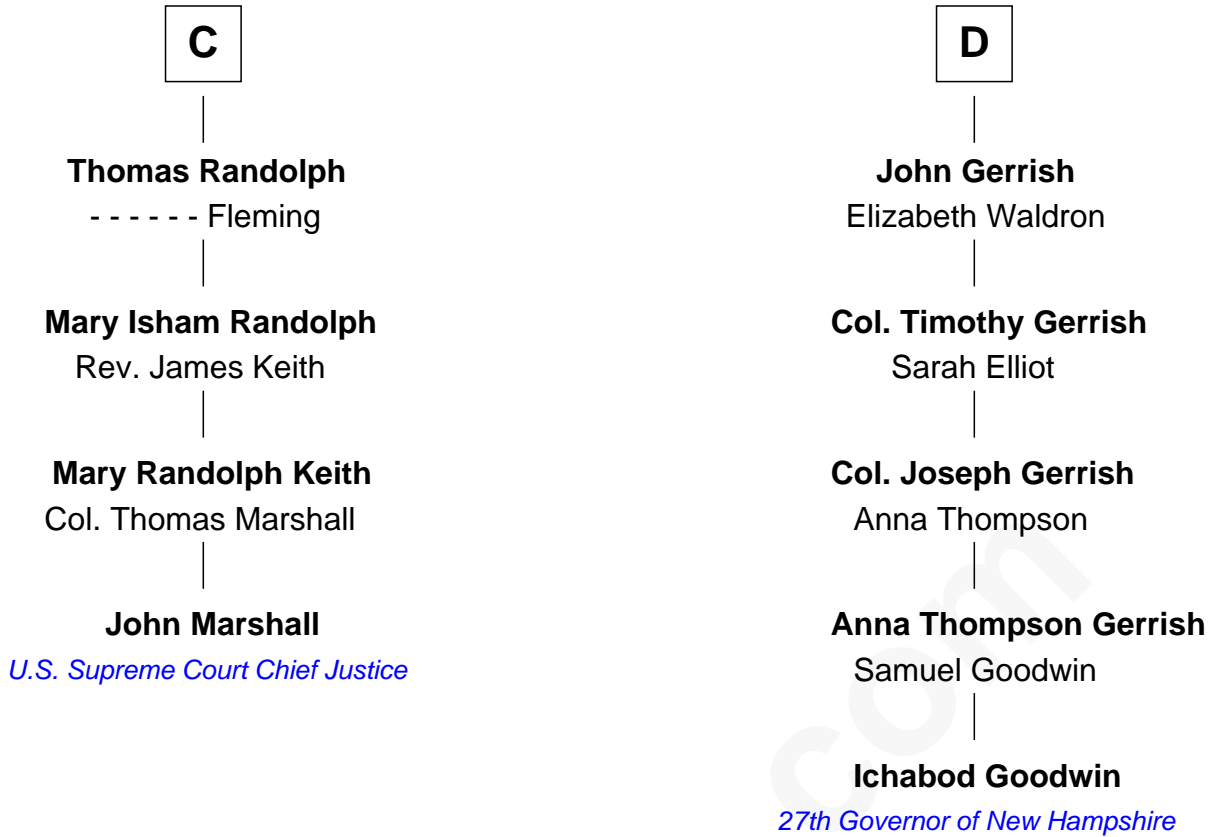 C
Thomas Randolph
- - - - - - Fleming
Mary Isham Randolph
Rev. James Keith
Mary Randolph Keith
Col. Thomas Marshall
John Marshall
U.S. Supreme Court Chief Justice
D
John Gerrish
Elizabeth Waldron
Col. Timothy Gerrish
Sarah Elliot
Col. Joseph Gerrish
Anna Thompson
Anna Thompson Gerrish
Samuel Goodwin
Ichabod Goodwin
27th Governor of New Hampshire
com